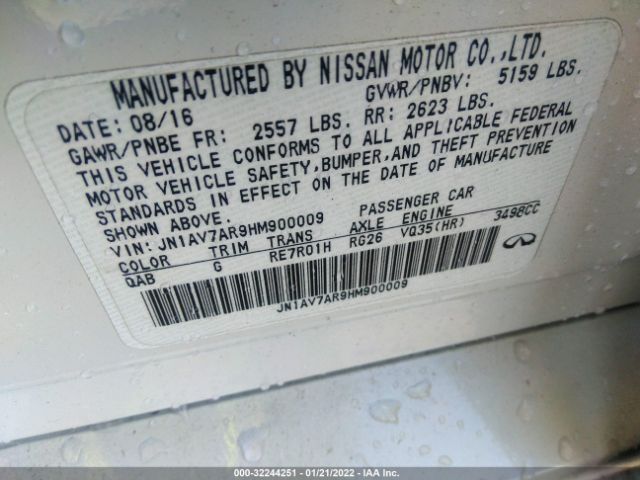 MANUFACTURED BY NISSAN MOTOR CO.,LTD.
DATE: 08/16 GVWR/PNBV: 5159 LBS.
GAWR/PNBE FR: 2557 LBS. RR: 2623 LBS.
THIS VEHICLE CONFORMS TO ALL APPLICABLE FEDERAL
MOTOR VEHICLE SAFETY,BUMPER,AND THEFT PREVENTION
STANDARDS IN EFFECT ON THE DATE OF MANUFACTURE
SHOWN ABOVE.
VIN: JN1AV7AR9HM900009 PASSENGER CAR
COLOR TRIM TRANS AXLE ENGINE
QAB G RE7R01H RG26 VQ35(HR) 3498CC
JN1AV7AR9HM900009
000-32244251 - 01/21/2022 - IAA Inc.